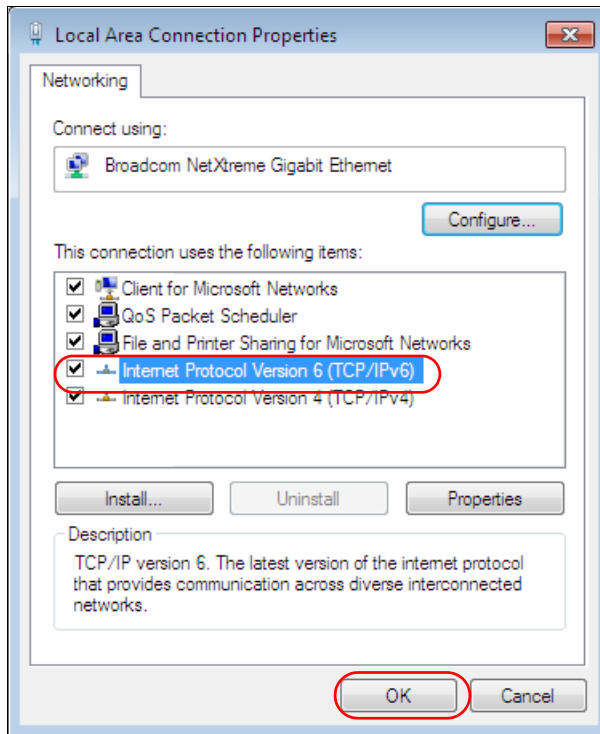 Local Area Connection Properties
Networking
Connect using:
Broadcom NetXtreme Gigabit Ethernet
Configure...
This connection uses the following items:
Client for Microsoft Networks
QoS Packet Scheduler
File and Printer Sharing for Microsoft Networks
Internet Protocol Version 6 (TCP/IPv6)
Internet Protocol Version 4 (TCP/IPv4)
Install...
Uninstall
Properties
Description
TCP/IP version 6. The latest version of the internet protocol
that provides communication across diverse interconnected
networks.
OK
Cancel